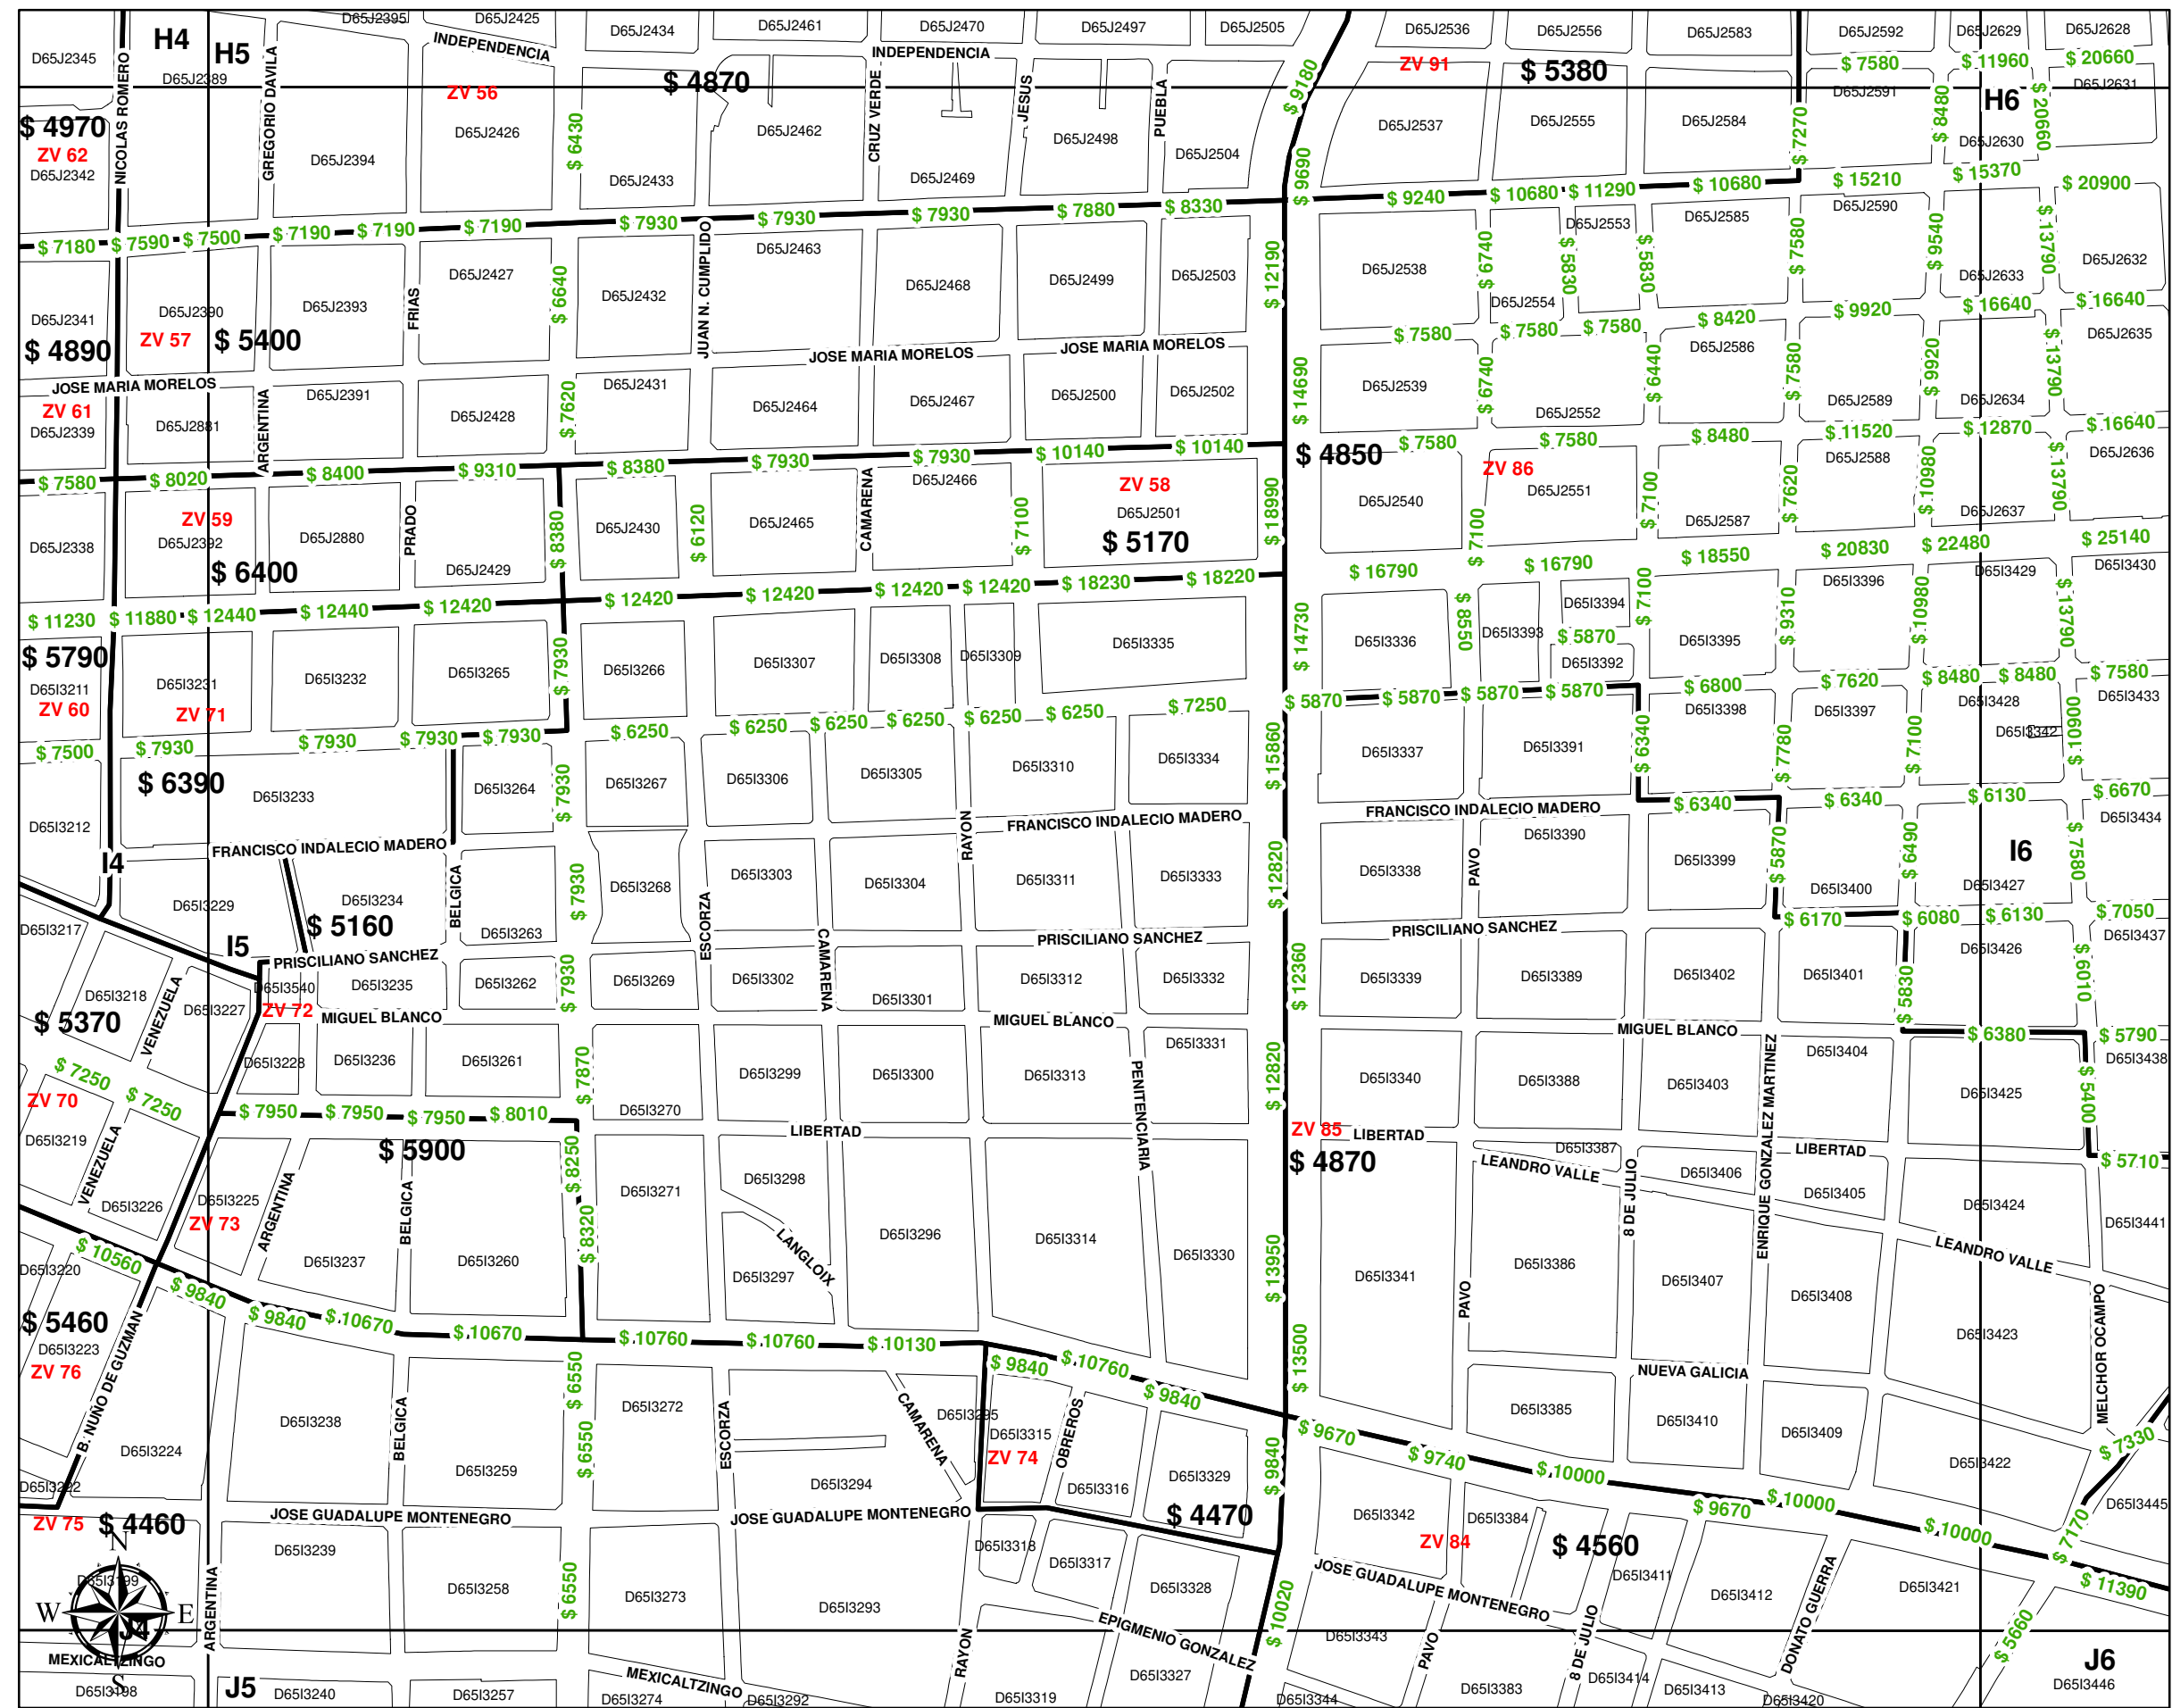 D65J2395
D65J2425
D65J2434
D65J2461
D65J2470
D65J2497
D65J2505
D65J2536
D65J2556
D65J2583
D65J2592
D65J2629
D65J2628
D65J2345
H4
H5
INDEPENDENCIA
INDEPENDENCIA
D65J2389
ZV 56
$ 4870
ZV 91
$ 5380
$ 7580
$ 11960
$ 20660
D65J2591
D65J2631
H6
$ 4970
ZV 62
D65J2342
NICOLAS ROMERO
GREGORIO DAVILA
D65J2394
D65J2426
$ 6430
D65J2433
D65J2462
CRUZ VERDE
D65J2469
JESUS
D65J2498
PUEBLA
D65J2504
$ 9180
$ 9690
D65J2537
D65J2555
D65J2584
$ 7270
$ 8480
$ 20660
D65J2630
$ 7180
$ 7590
$ 7500
$ 7190
$ 7190
$ 7190
$ 7930
$ 7930
$ 7930
$ 7880
$ 8330
$ 9240
$ 10680
$ 11290
$ 10680
$ 15210
$ 15370
$ 20900
D65J2341
$ 4890
D65J2390
ZV 57
$ 5400
D65J2393
FRIAS
D65J2427
$ 6640
D65J2432
JUAN N. CUMPLIDO
D65J2463
D65J2468
D65J2499
D65J2503
$ 12190
D65J2538
$ 6740
D65J2554
$ 5830
D65J2553
$ 5830
D65J2585
$ 7580
D65J2590
$ 9540
D65J2633
$ 13790
D65J2632
JOSE MARIA MORELOS
JOSE MARIA MORELOS
JOSE MARIA MORELOS
$ 7580
$ 7580
$ 7580
$ 8420
$ 9920
$ 16640
$ 16640
D65J2635
ZV 61
D65J2339
D65J2881
ARGENTINA
D65J2391
D65J2428
$ 7620
D65J2431
D65J2464
D65J2467
D65J2500
D65J2502
$ 14690
D65J2539
$ 6740
D65J2552
$ 6440
D65J2586
$ 7580
D65J2589
$ 9920
D65J2634
$ 13790
$ 7580
$ 8020
$ 8400
$ 9310
$ 8380
$ 7930
$ 7930
$ 10140
$ 10140
$ 4850
$ 7580
$ 7580
$ 8480
$ 11520
$ 12870
$ 16640
D65J2338
ZV 59
D65J2392
$ 6400
D65J2880
PRADO
D65J2429
$ 8380
D65J2430
$ 6120
D65J2465
CAMARENA
D65J2466
$ 7100
ZV 58
D65J2501
$ 5170
$ 18990
D65J2540
ZV 86
$ 7100
D65J2551
$ 7100
D65J2587
$ 7620
D65J2588
$ 10980
D65J2637
$ 13790
D65J2636
$ 11230
$ 11880
$ 12440
$ 12440
$ 12420
$ 12420
$ 12420
$ 12420
$ 12420
$ 18230
$ 18220
$ 16790
$ 16790
$ 18550
$ 20830
$ 22480
$ 25140
$ 5790
D65I3211
ZV 60
D65I3231
ZV 71
D65I3232
D65I3265
$ 7930
D65I3266
D65I3307
D65I3308
D65I3309
D65I3335
$ 14730
D65I3336
$ 8550
D65I3393
D65I3394
$ 5870
D65I3392
$ 7100
D65I3395
$ 9310
D65I3396
$ 10980
D65I3429
$ 13790
D65I3430
$ 7500
$ 7930
$ 7930
$ 7930
$ 7930
$ 6250
$ 6250
$ 6250
$ 6250
$ 6250
$ 6250
$ 7250
$ 5870
$ 5870
$ 5870
$ 5870
$ 6800
$ 7620
$ 8480
$ 8480
$ 7580
D65I3212
$ 6390
D65I3233
D65I3264
$ 7930
D65I3267
D65I3306
D65I3305
D65I3310
D65I3334
$ 15860
D65I3337
D65I3391
$ 6340
D65I3398
$ 7780
D65I3397
$ 7100
D65I3428
D65I3342
$ 10900
D65I3433
FRANCISCO INDALECIO MADERO
FRANCISCO INDALECIO MADERO
FRANCISCO INDALECIO MADERO
$ 6340
$ 6340
$ 6130
$ 6670
D65I3434
I4
D65I3229
D65I3234
$ 5160
BELGICA
D65I3263
$ 7930
D65I3268
ESCORZA
D65I3303
D65I3304
RAYON
D65I3311
D65I3333
$ 12820
D65I3338
PAVO
D65I3390
D65I3399
$ 5870
D65I3400
$ 6490
D65I3427
I6
$ 7580
D65I3217
I5
PRISCILIANO SANCHEZ
PRISCILIANO SANCHEZ
PRISCILIANO SANCHEZ
$ 6170
$ 6080
$ 6130
$ 7050
D65I3437
D65I3218
VENEZUELA
D65I3227
D65I3540
ZV 72
D65I3235
D65I3262
$ 7930
D65I3269
D65I3302
CAMARENA
D65I3301
D65I3312
D65I3332
$ 12360
D65I3339
D65I3389
D65I3402
D65I3401
$ 5830
D65I3426
$ 6010
$ 5370
MIGUEL BLANCO
MIGUEL BLANCO
MIGUEL BLANCO
$ 6380
$ 5790
D65I3438
$ 7250
ZV 70
$ 7250
D65I3228
D65I3236
D65I3261
$ 7870
D65I3270
D65I3299
D65I3300
D65I3313
PENITENCIARIA
D65I3331
$ 12820
D65I3340
D65I3388
D65I3403
ENRIQUE GONZALEZ MARTINEZ
D65I3404
D65I3425
$ 5400
$ 7950
$ 7950
$ 7950
$ 8010
LIBERTAD
ZV 85
LIBERTAD
$ 4870
LIBERTAD
$ 5710
D65I3219
VENEZUELA
D65I3226
D65I3225
ZV 73
ARGENTINA
D65I3237
$ 5900
BELGICA
D65I3260
$ 8250
$ 8320
D65I3271
D65I3298
LANGLOIX
D65I3297
D65I3296
D65I3314
D65I3330
$ 13950
D65I3341
PAVO
LEANDRO VALLE
D65I3387
D65I3386
8 DE JULIO
D65I3406
D65I3407
D65I3405
D65I3408
D65I3424
LEANDRO VALLE
D65I3441
D65I3423
MELCHOR OCAMPO
D65I3220
$ 10560
$ 9840
$ 9840
$ 10670
$ 10670
$ 10760
$ 10760
$ 10130
$ 9840
$ 10760
$ 9840
$ 13500
NUEVA GALICIA
$ 5460
D65I3223
ZV 76
B. NUÑO DE GUZMAN
D65I3224
D65I3222
D65I3238
BELGICA
D65I3259
$ 6550
$ 6550
D65I3272
ESCORZA
D65I3294
CAMARENA
D65I3295
D65I3315
ZV 74
OBREROS
D65I3316
D65I3329
$ 4470
$ 9840
$ 9670
$ 9740
$ 10000
$ 9670
$ 10000
$ 10000
$ 11390
D65I3385
D65I3410
D65I3409
D65I3422
$ 7330
D65I3445
$ 7170
ZV 75
$ 4460
JOSE GUADALUPE MONTENEGRO
JOSE GUADALUPE MONTENEGRO
JOSE GUADALUPE MONTENEGRO
D65I3342
ZV 84
D65I3384
$ 4560
D65I3411
D65I3412
DONATO GUERRA
D65I3421
N
W
E
S
D65I3199
J4
ARGENTINA
D65I3239
D65I3258
$ 6550
D65I3273
D65I3293
D65I3318
D65I3317
D65I3328
EPIGMENIO GONZALEZ
$ 10020
D65I3343
PAVO
8 DE JULIO
$ 5660
MEXICALTZINGO
D65I3198
J5
D65I3240
D65I3257
MEXICALTZINGO
D65I3274
D65I3292
RAYON
D65I3319
D65I3327
D65I3344
D65I3383
D65I3414
D65I3413
D65I3420
J6
D65I3446